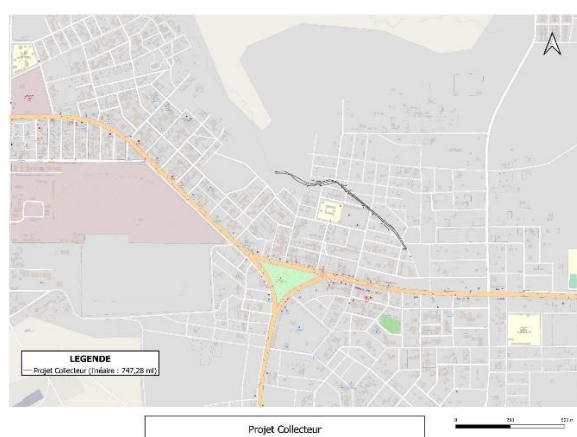 LEGENDE
Projet Collecteur (linéaire : 747,28 ml)
Projet Collecteur
0 250 500 m